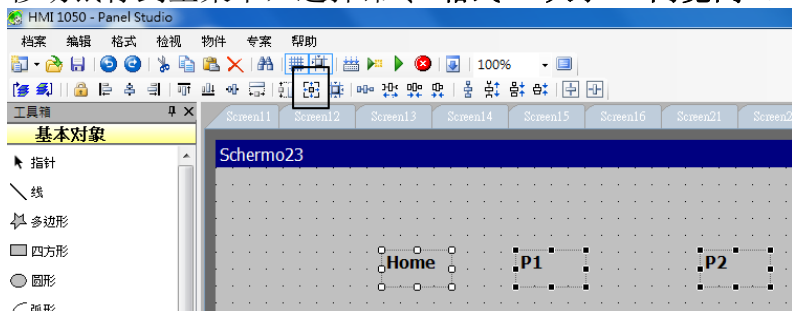 HMI 1050 - Panel Studio
档案 编辑 格式 检视 物件 专案 帮助
100%
工具箱
Screen11 Screen12 Screen13 Screen14 Screen15 Screen16 Screen21
基本对象
Schermo23
指针
线
多边形
四方形
圆形
弧形
Home P1 P2